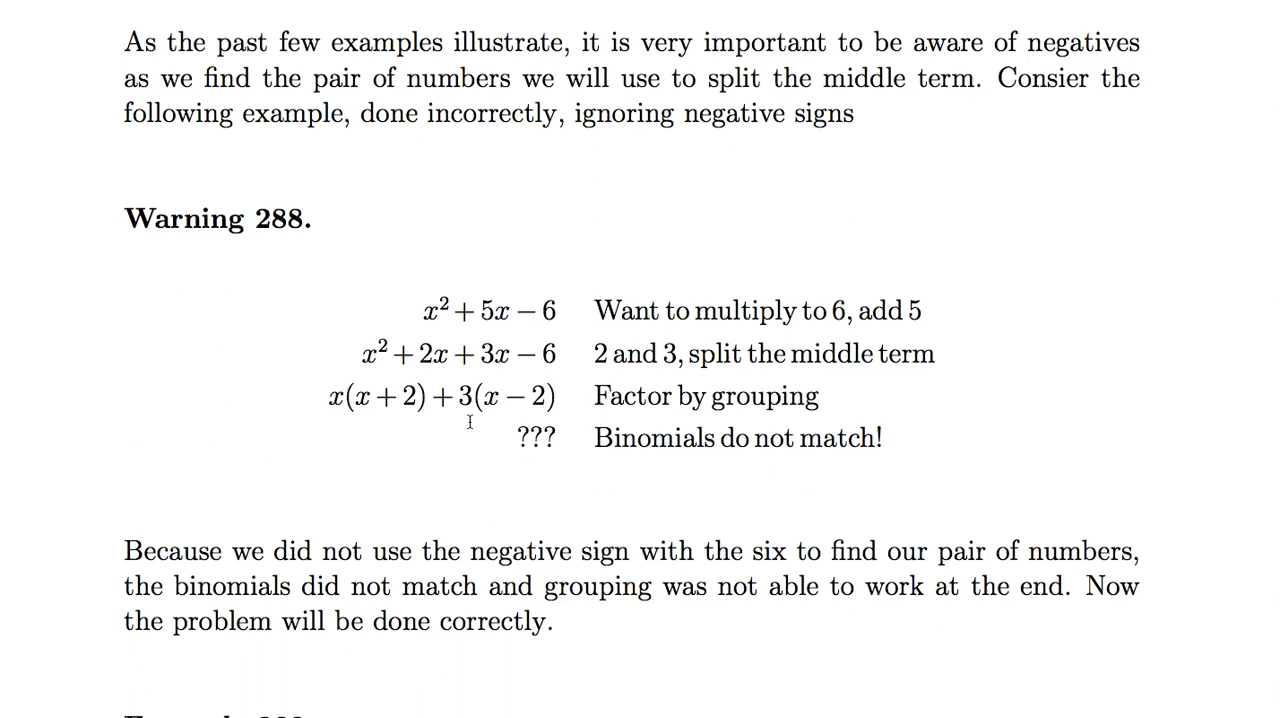 As the past few examples illustrate, it is very important to be aware of negatives
as we find the pair of numbers we will use to split the middle term. Consier the
following example, done incorrectly, ignoring negative signs
Warning 288.
x² + 5x − 6 Want to multiply to 6, add 5
x² + 2x + 3x − 6 2 and 3, split the middle term
x(x + 2) + 3(x − 2) Factor by grouping
??? Binomials do not match!
Because we did not use the negative sign with the six to find our pair of numbers,
the binomials did not match and grouping was not able to work at the end. Now
the problem will be done correctly.